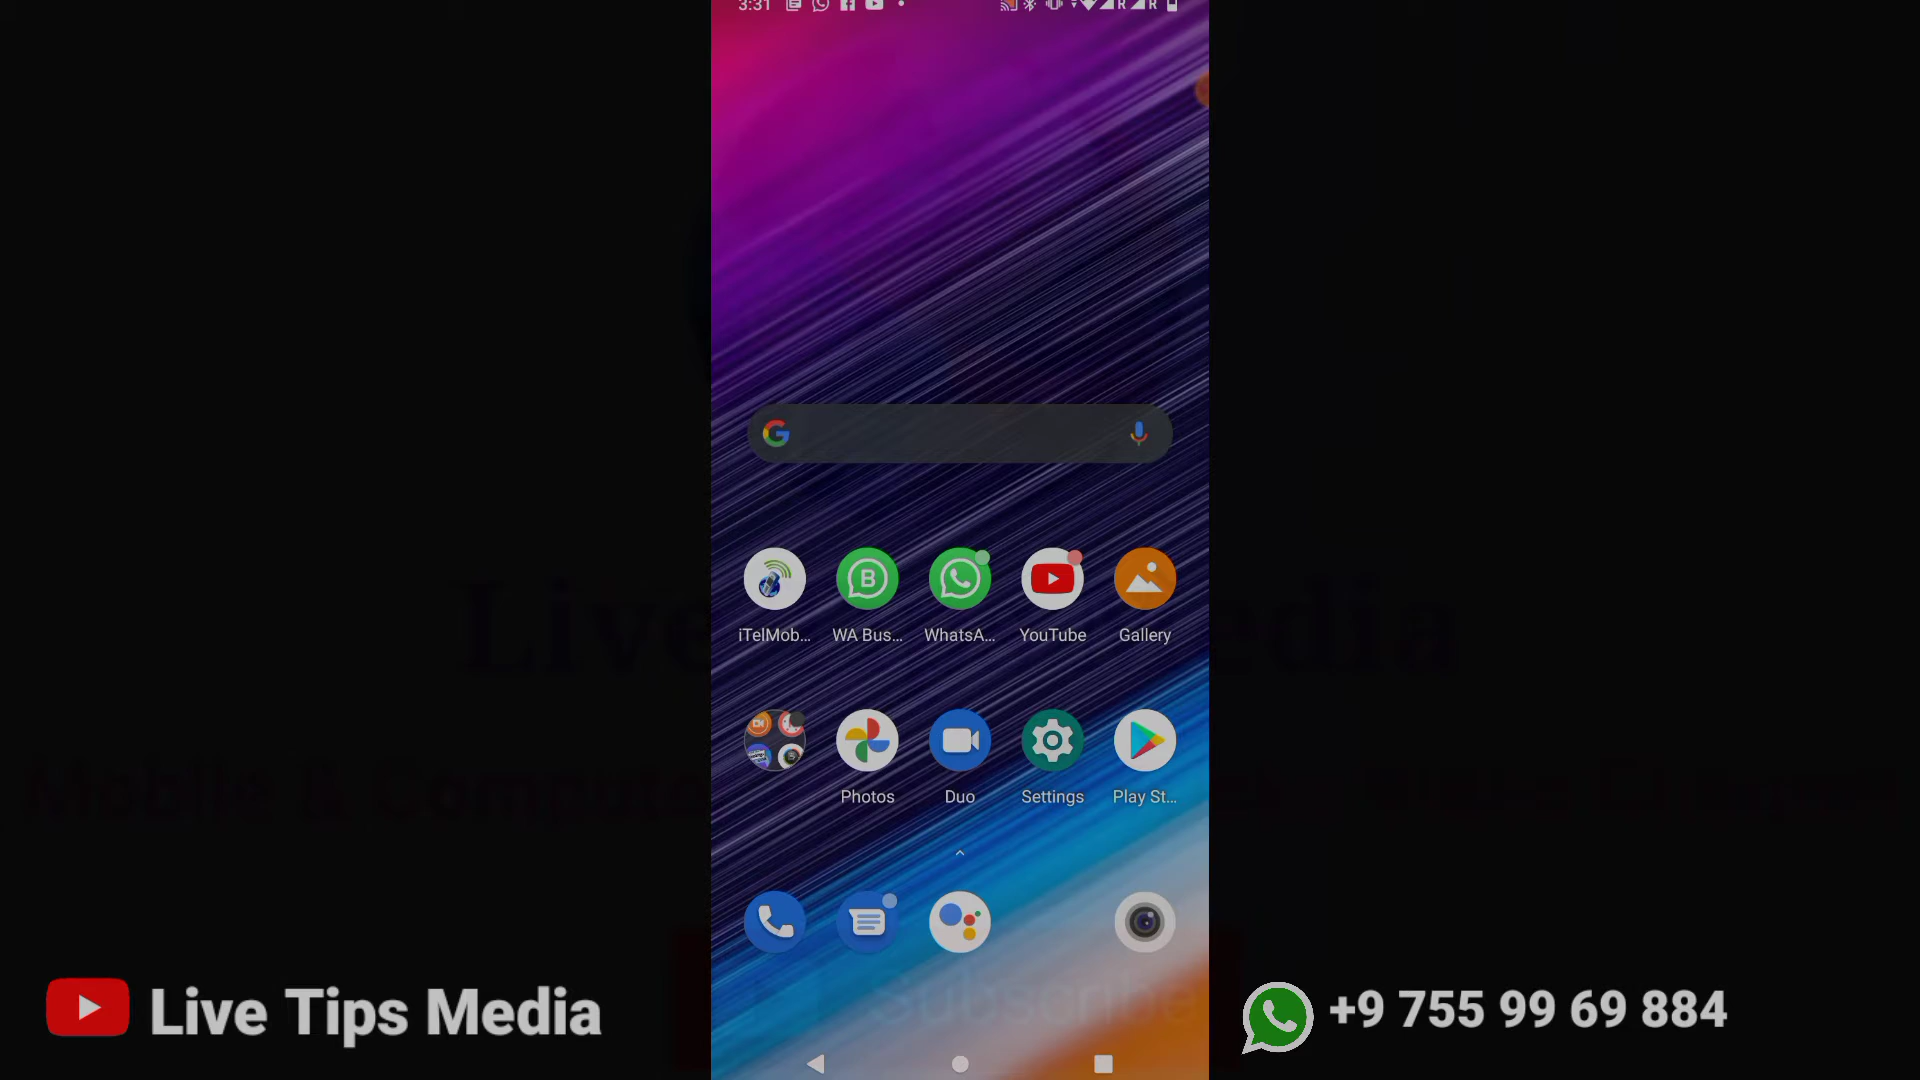 3:31
R R
iTelMob...
WA Bus...
WhatsA...
YouTube
Gallery
Photos
Duo
Settings
Play St...
Subscribe
Live Tips Media
+9 755 99 69 884